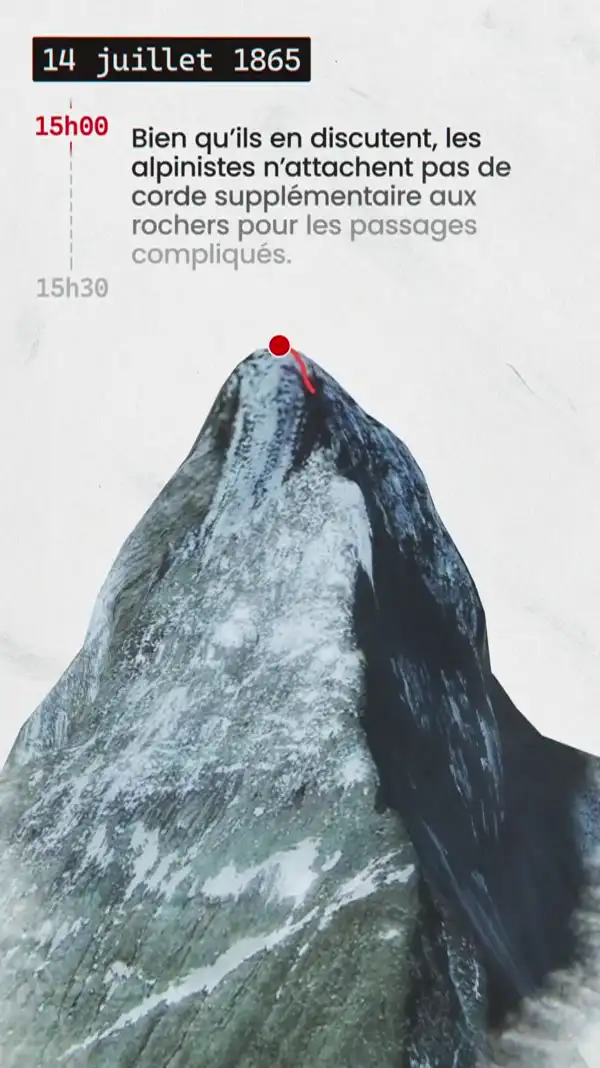 14 juillet 1865
15h00
Bien qu’ils en discutent, les
alpinistes n’attachent pas de
corde supplémentaire aux
rochers pour les passages
compliqués.
15h30